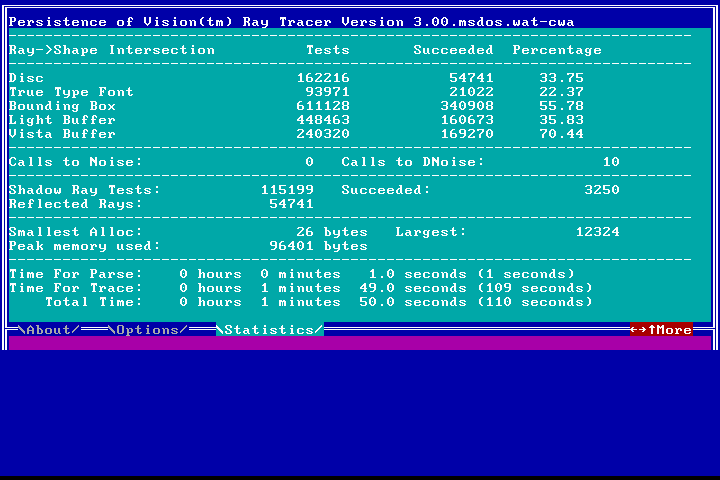 Persistence of Vision(tm) Ray Tracer Version 3.00.msdos.wat-cwa
Ray->Shape Intersection Tests Succeeded Percentage
Disc 162216 54741 33.75
True Type Font 93971 21022 22.37
Bounding Box 611128 340908 55.78
Light Buffer 448463 160673 35.83
Vista Buffer 240320 169270 70.44
Calls to Noise: 0 Calls to DNoise: 10
Shadow Ray Tests: 115199 Succeeded: 3250
Reflected Rays: 54741
Smallest Alloc: 26 bytes Largest: 12324
Peak memory used: 96401 bytes
Time For Parse: 0 hours 0 minutes 1.0 seconds (1 seconds)
Time For Trace: 0 hours 1 minutes 49.0 seconds (109 seconds)
Total Time: 0 hours 1 minutes 50.0 seconds (110 seconds)
\About/ \Options/ \Statistics/ ↔↑More